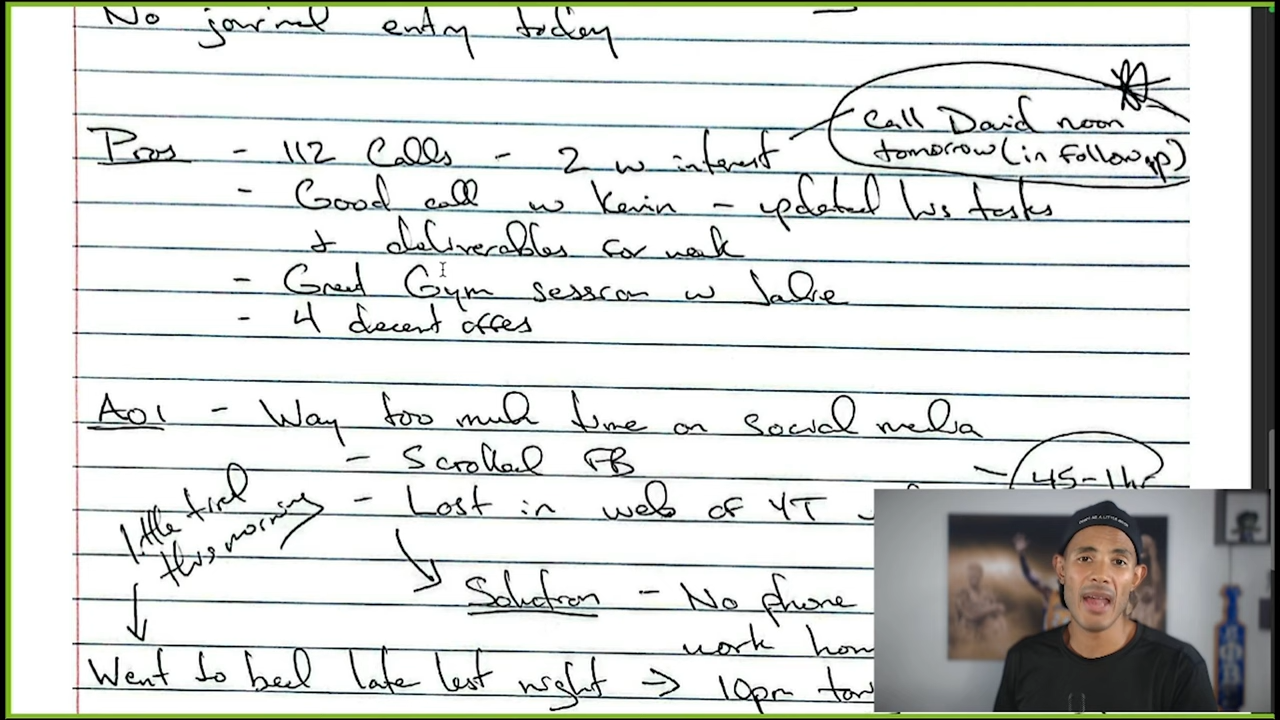 No journal entry today
Call David noon
tomorrow (in follow up)
Pros - 112 Calls - 2 w interest
- Good call w Kevin - updated his tasks
+ deliverables for week
- Great Gym session w Jake
- 4 decent offes
AOI - Way too much time on social media
- Scrolled FB
45-1hr
- Lost in web of YT
little tired
this morning
Solution - No phone
work
Went to bed late last night → 10pm